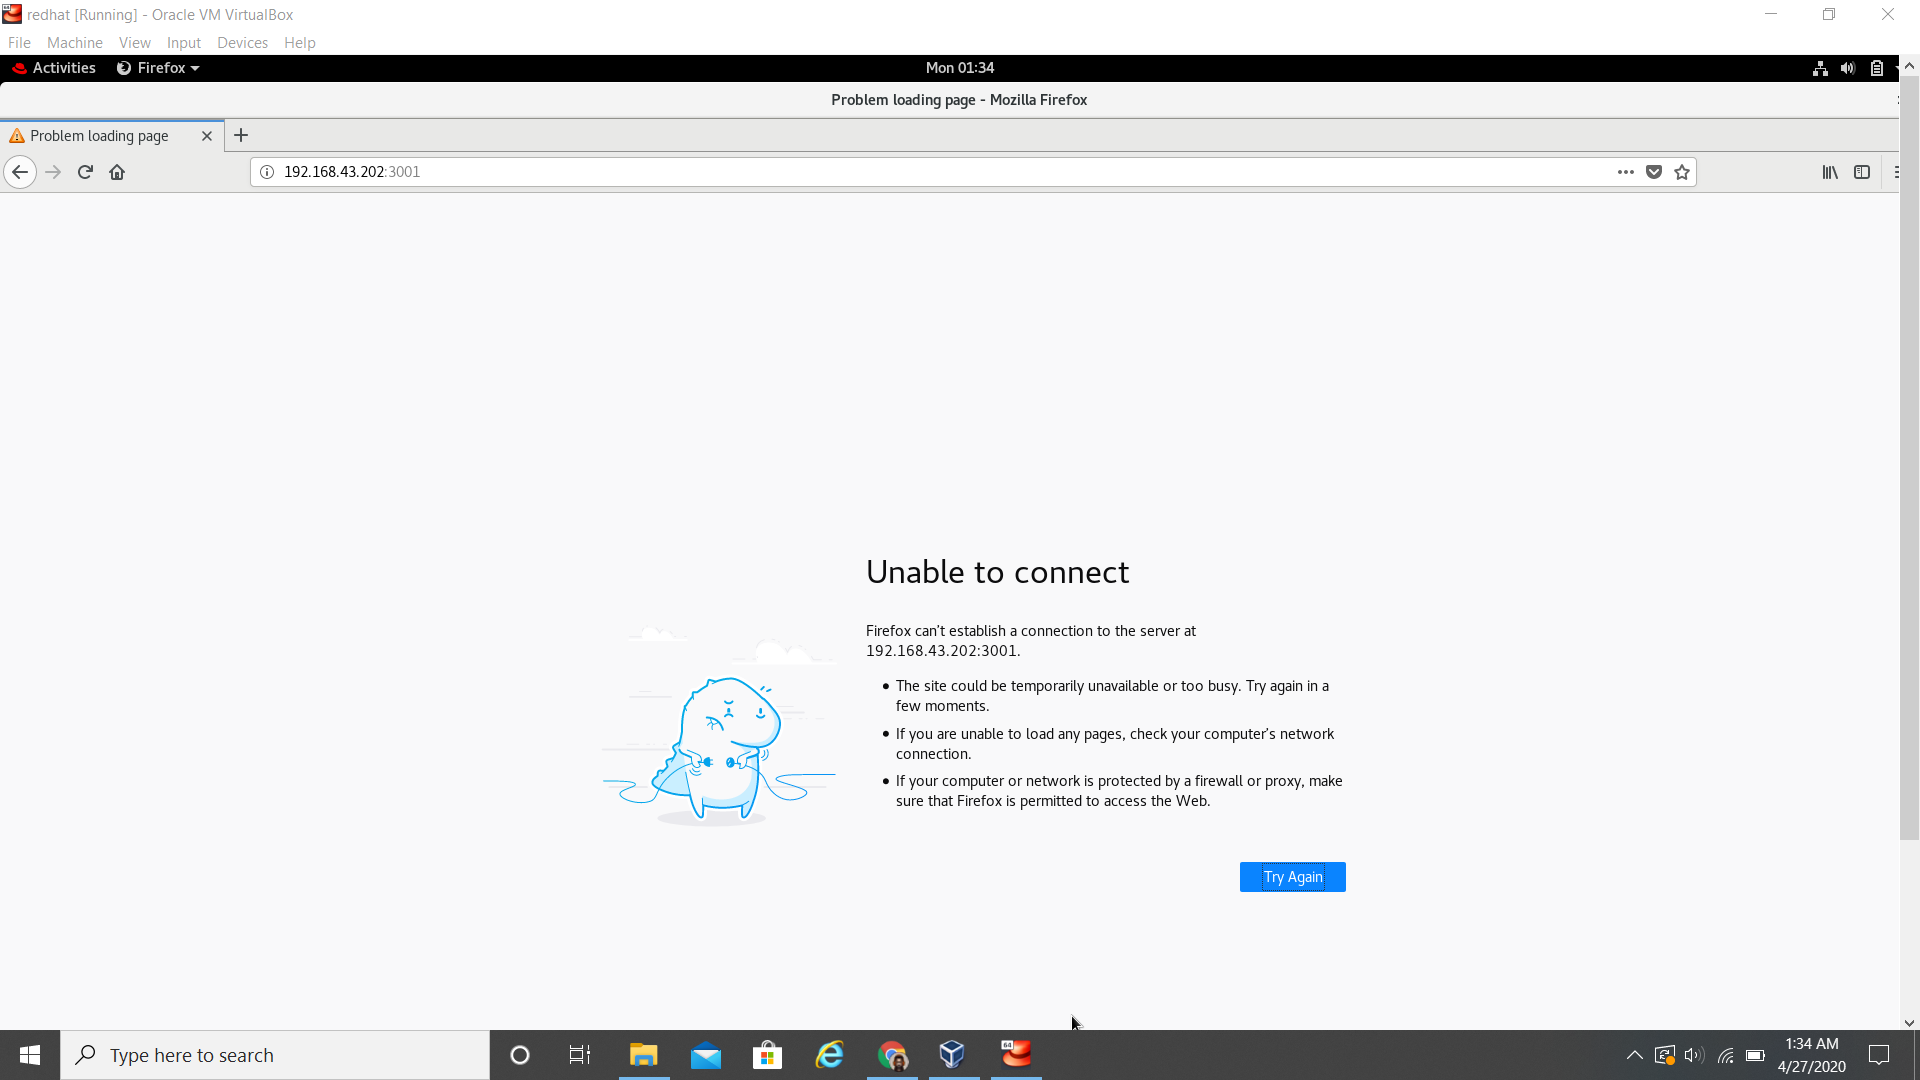 redhat [Running] - Oracle VM VirtualBox
File Machine View Input Devices Help
Activities Firefox Mon 01:34
Problem loading page - Mozilla Firefox
Problem loading page
192.168.43.202:3001
Unable to connect
Firefox can't establish a connection to the server at
192.168.43.202:3001.
• The site could be temporarily unavailable or too busy. Try again in a
few moments.
• If you are unable to load any pages, check your computer's network
connection.
• If your computer or network is protected by a firewall or proxy, make
sure that Firefox is permitted to access the Web.
Try Again
Type here to search
64
1:34 AM
4/27/2020